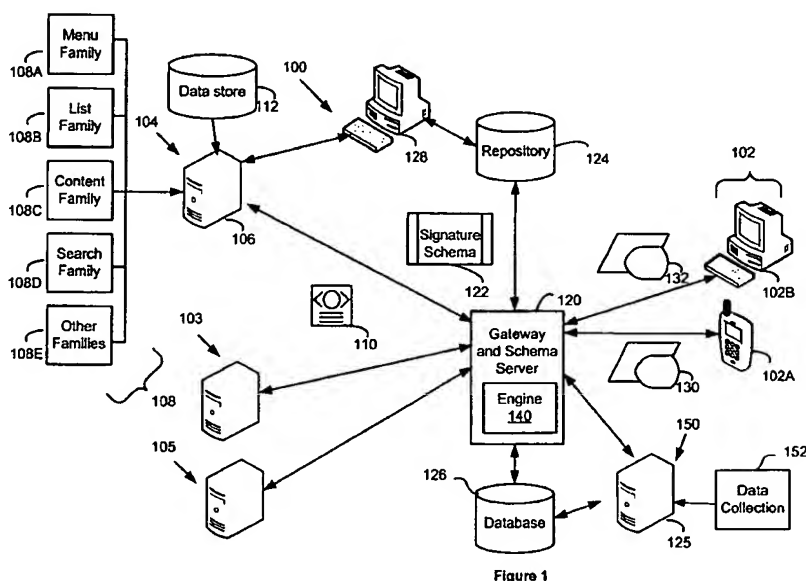 Menu
Family
108A
List
Family
108B
Content
Family
108C
Search
Family
108D
Other
Families
108E
108
Data store
112
104
106
100
128
Repository
124
Signature
Schema
122
110
103
105
120
Gateway
and Schema
Server
Engine
140
102
132
102B
102A
130
126
Database
150
125
152
Data
Collection
Figure 1